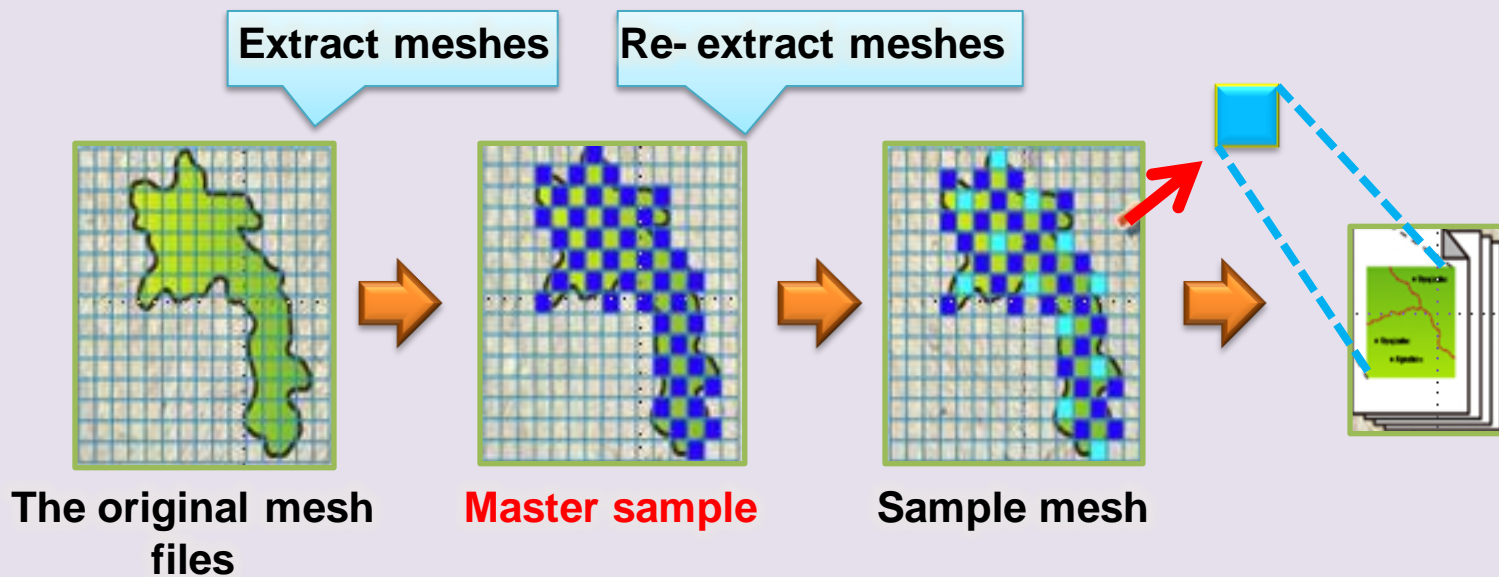 Extract meshes
Re- extract meshes
The original mesh
files
Master sample
Sample mesh